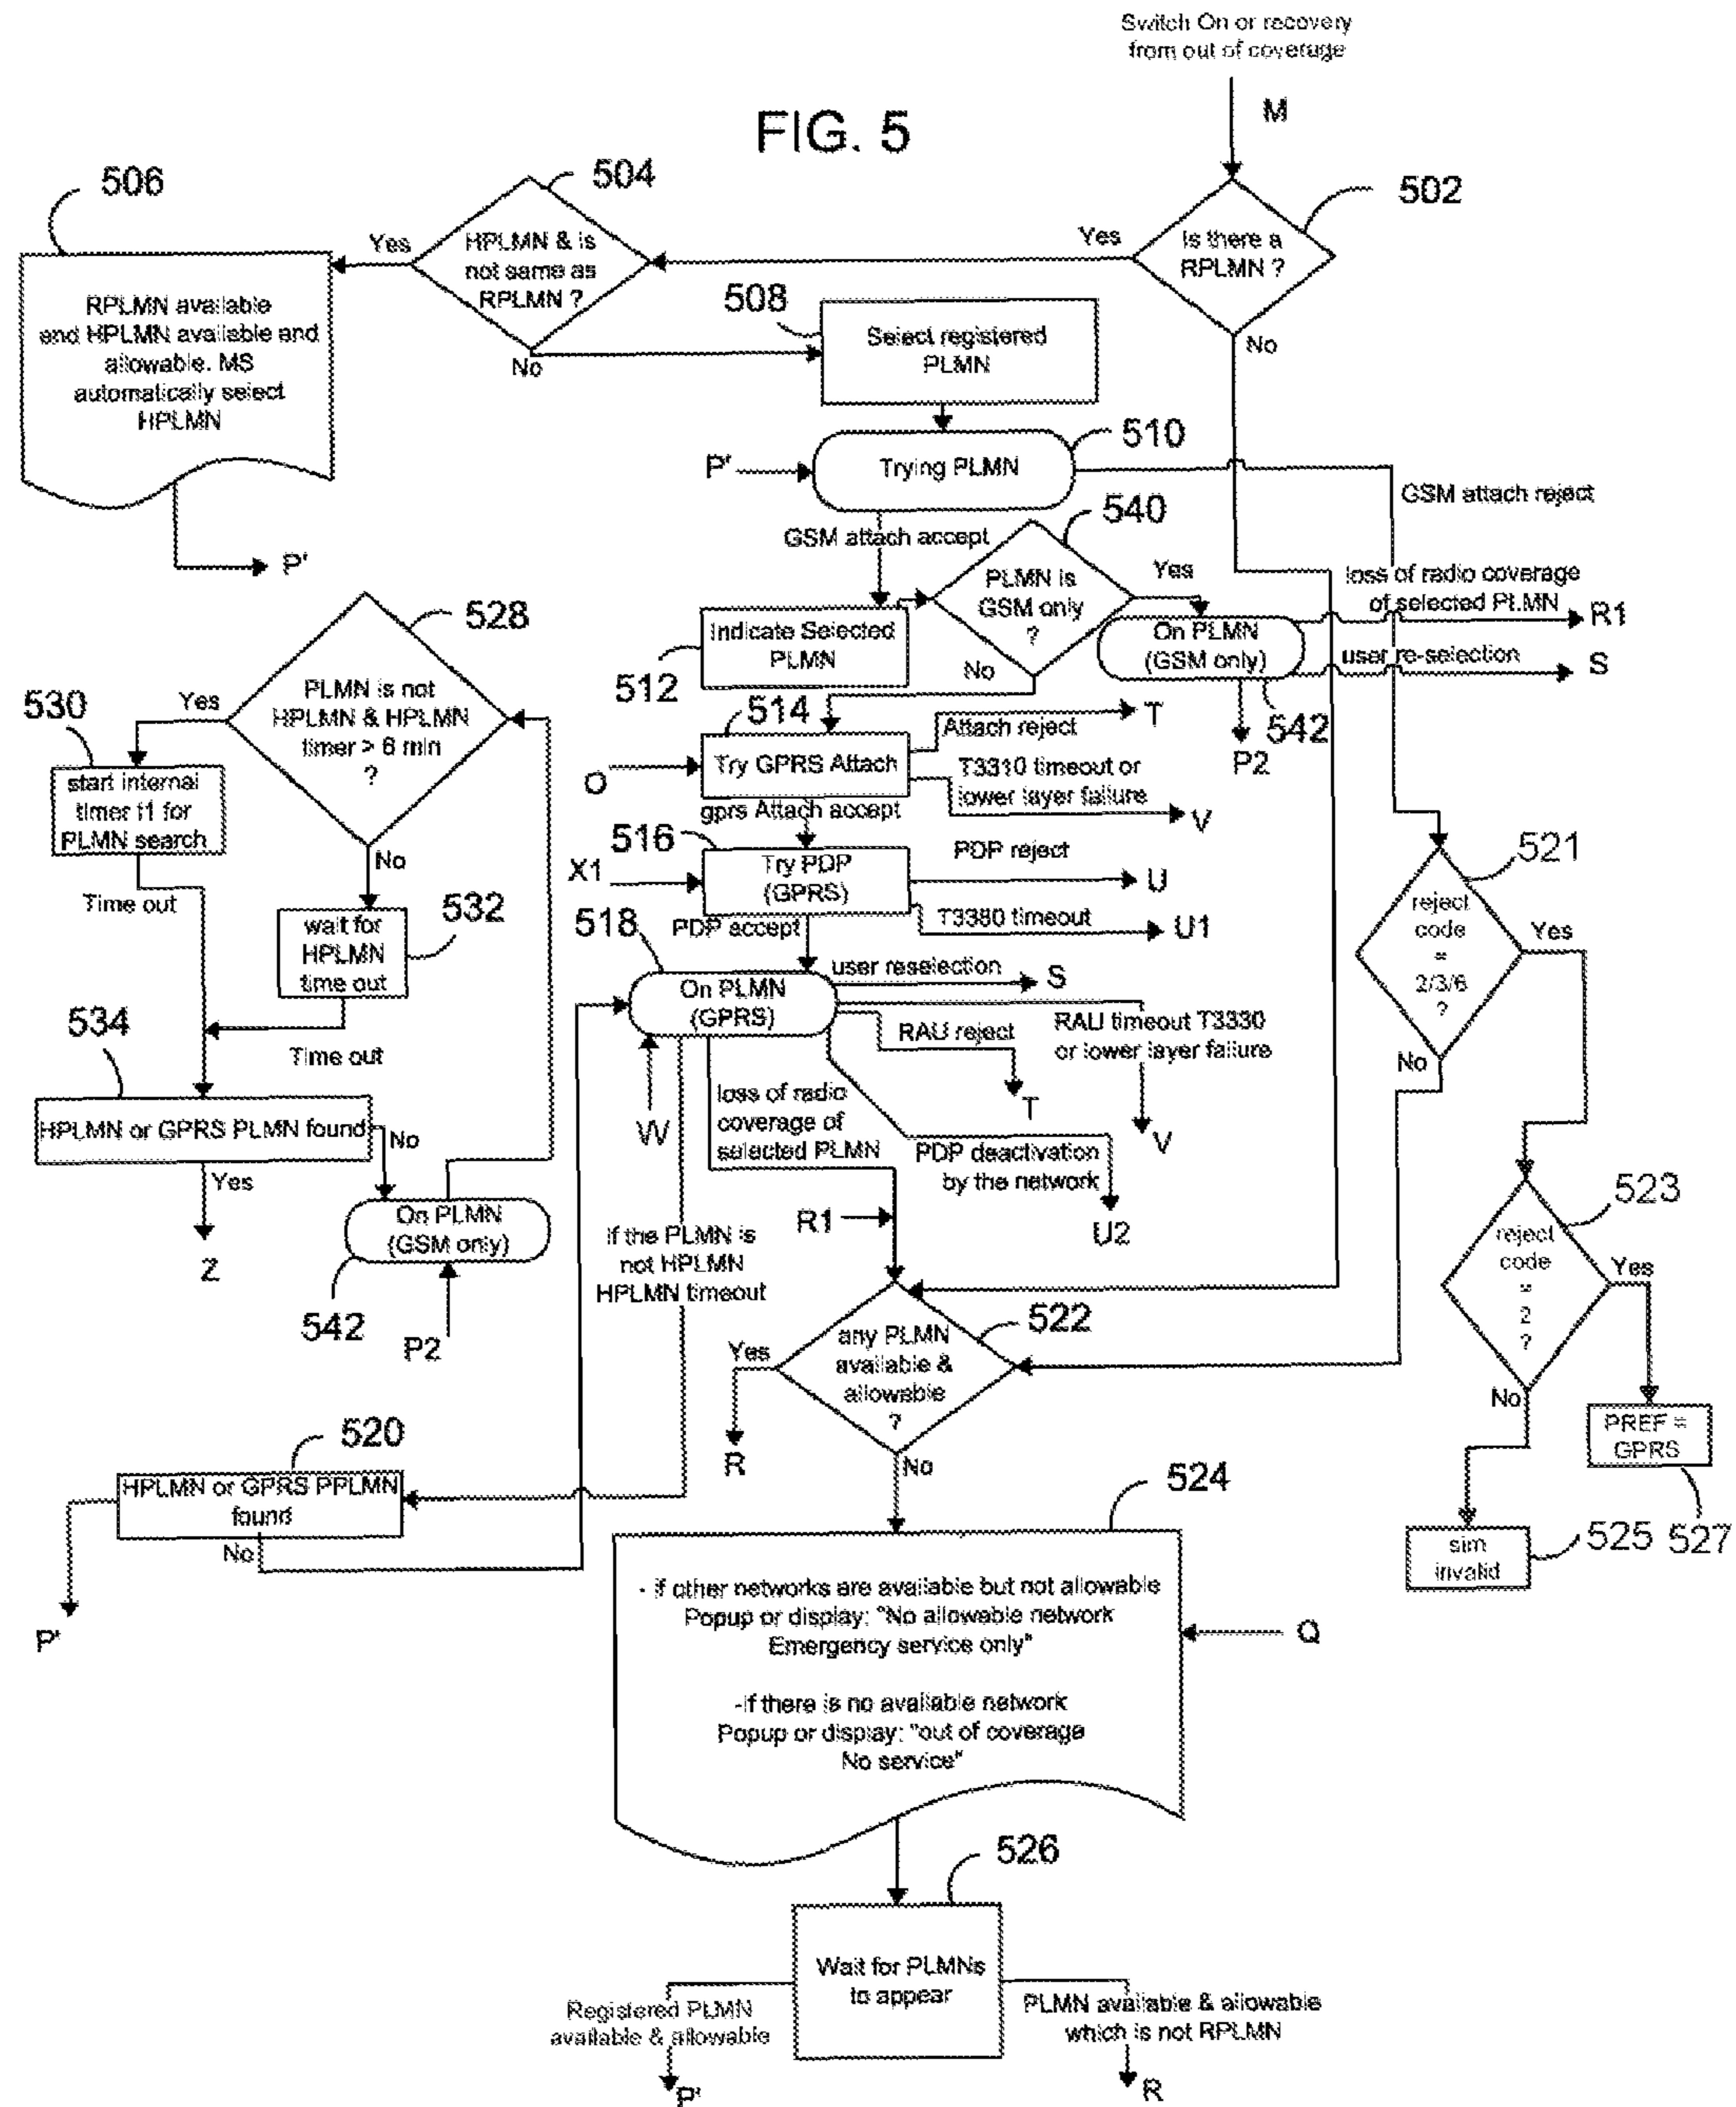 Switch On or recovery
from out of coverage
M
FIG. 5
506
504
502
Yes
HPLMN & is
not same as
RPLMN ?
Yes
Is there a
RPLMN ?
RPLMN available
end HPLMN available and
allowable. MS
automatically select
HPLMN
508
Select registered
PLMN
No
No
510
P'
Trying PLMN
GSM attach reject
540
GSM attach accept
P'
PLMN is
GSM only
?
Yes
loss of radio coverage
of selected PLMN
R1
528
Indicate Selected
PLMN
On PLMN
(GSM only)
user re-selection
S
512
No
542
P2
530
Yes
PLMN is not
HPLMN & HPLMN
timer > 6 min
?
514
Attach reject
T
start internal
timer t1 for
PLMN search
O
Try GPRS Attach
T3310 timeout or
lower layer failure
V
gprs Attach accept
No
516
Try PDP
(GPRS)
PDP reject
U
X1
521
Time out
532
wait for
HPLMN
time out
518
PDP accept
T3380 timeout
U1
reject
code
=
2/3/6
?
Yes
No
user reselection
S
On PLMN
(GPRS)
534
Time out
RAU reject
RAU timeout T3330
or lower layer failure
T
V
W
loss of radio
coverage of
selected PLMN
PDP deactivation
by the network
U2
HPLMN or GPRS PLMN found
No
Yes
Z
On PLMN
(GSM only)
542
P2
if the PLMN is
not HPLMN
HPLMN timeout
R1
523
reject
code
=
2
?
Yes
No
522
Yes
any PLMN
available &
allowable
?
R
No
PREF =
GPRS
527
520
HPLMN or GPRS PPLMN
found
No
P'
524
sim
invalid
525
- if other networks are available but not allowable
Popup or display: "No allowable network
Emergency service only"
Q
-if there is no available network
Popup or display: "out of coverage
No service"
526
Wait for PLMNs
to appear
Registered PLMN
available & allowable
PLMN available & allowable
which is not RPLMN
P'
R